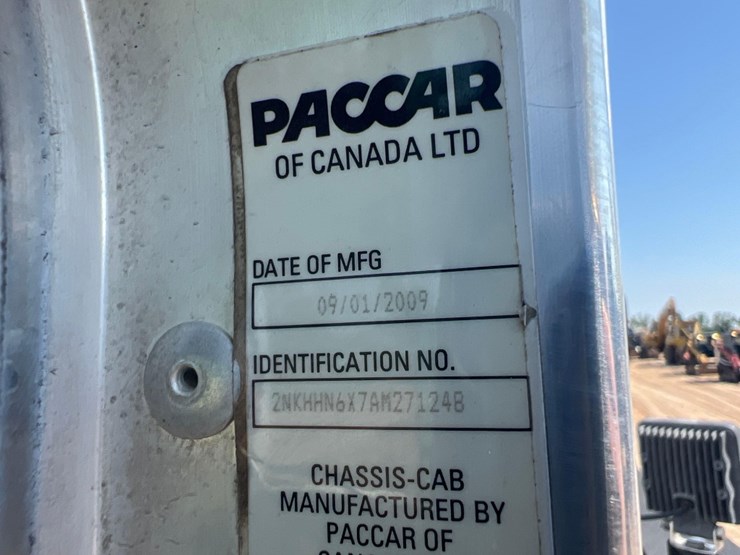 PACCAR
OF CANADA LTD
DATE OF MFG
09/01/2009
IDENTIFICATION NO.
2NKHHN6X7AM271248
CHASSIS-CAB
MANUFACTURED BY
PACCAR OF